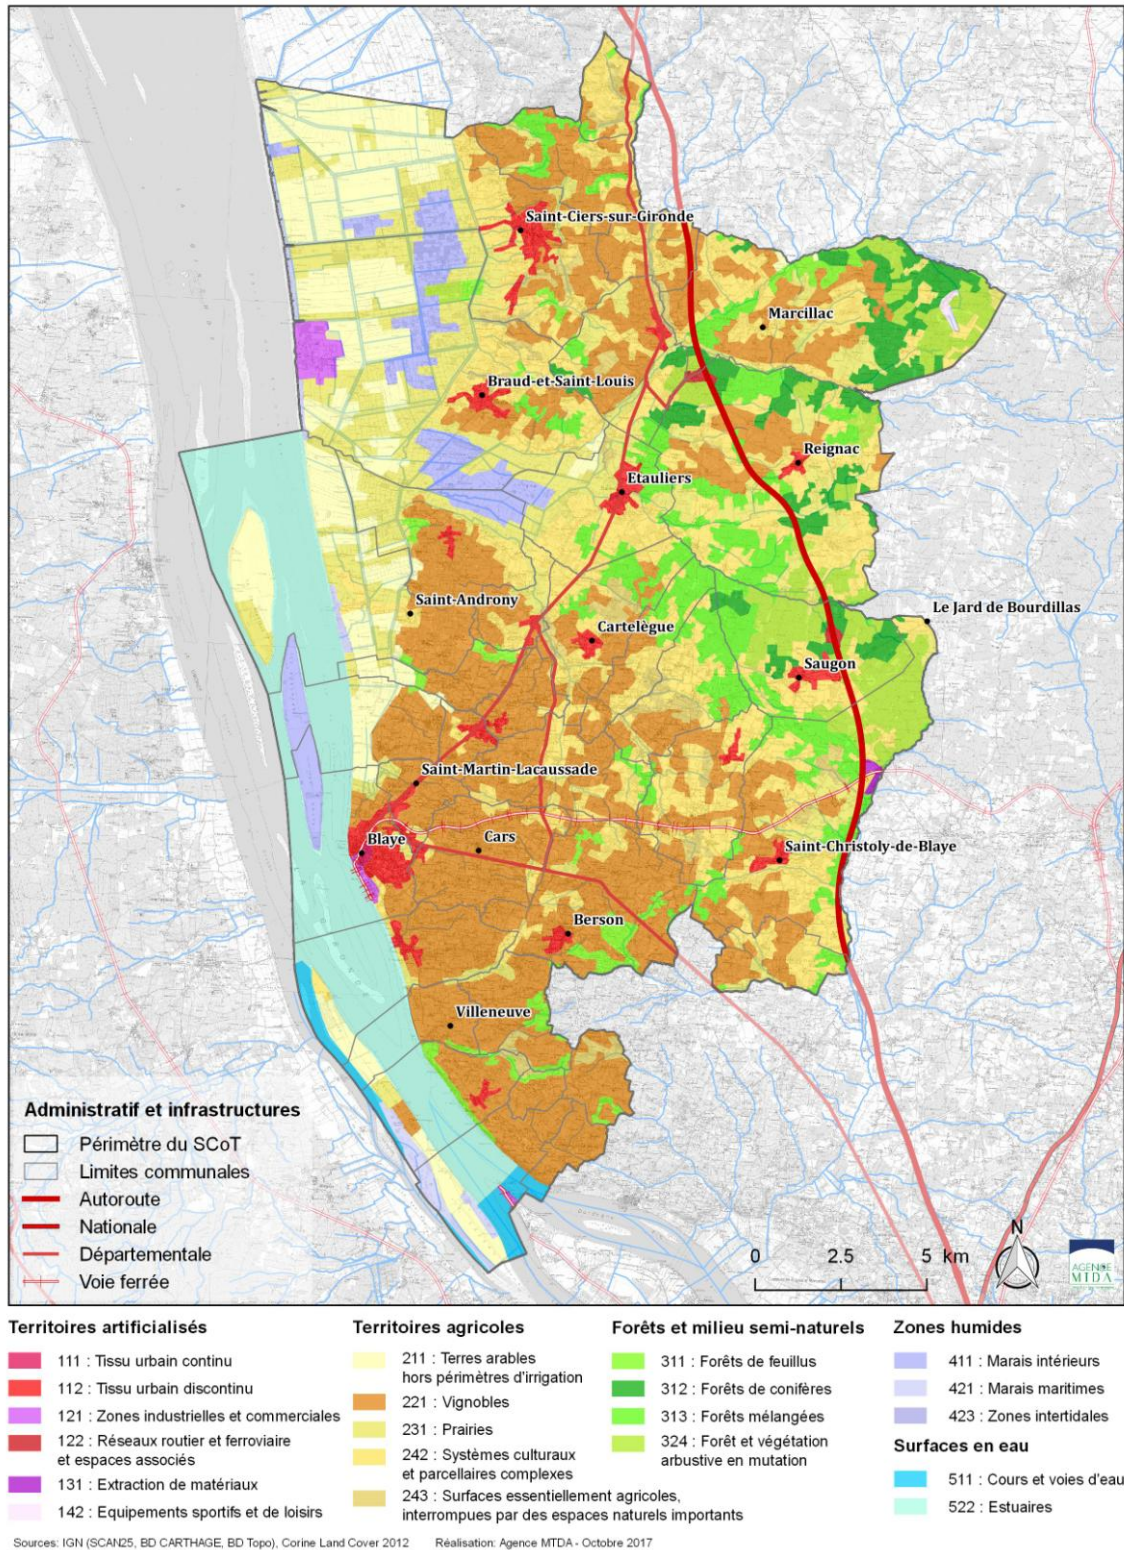 Saint-Ciers-sur-Gironde
Marcillac
Braud-et-Saint-Louis
Reignac
Etauliers
Saint-Androny
Le Jard de Bourdillas
Cartelègue
Saugon
Saint-Martin-Lacaussade
Blaye
Cars
Saint-Christoly-de-Blaye
Berson
Villeneuve
Administratif et infrastructures
Périmètre du SCoT
Limites communales
Autoroute
Nationale
Départementale
Voie ferrée
0 2.5 5 km
N
AGENCE
MTDA
Territoires artificialisés
111 : Tissu urbain continu
112 : Tissu urbain discontinu
121 : Zones industrielles et commerciales
122 : Réseaux routier et ferroviaire
et espaces associés
131 : Extraction de matériaux
142 : Equipements sportifs et de loisirs
Territoires agricoles
211 : Terres arables
hors périmètres d'irrigation
221 : Vignobles
231 : Prairies
242 : Systèmes culturaux
et parcellaires complexes
243 : Surfaces essentiellement agricoles,
interrompues par des espaces naturels importants
Forêts et milieu semi-naturels
311 : Forêts de feuillus
312 : Forêts de conifères
313 : Forêts mélangées
324 : Forêt et végétation
arbustive en mutation
Zones humides
411 : Marais intérieurs
421 : Marais maritimes
423 : Zones intertidales
Surfaces en eau
511 : Cours et voies d'eau
522 : Estuaires
Sources: IGN (SCAN25, BD CARTHAGE, BD Topo), Corine Land Cover 2012 Réalisation: Agence MTDA - Octobre 2017